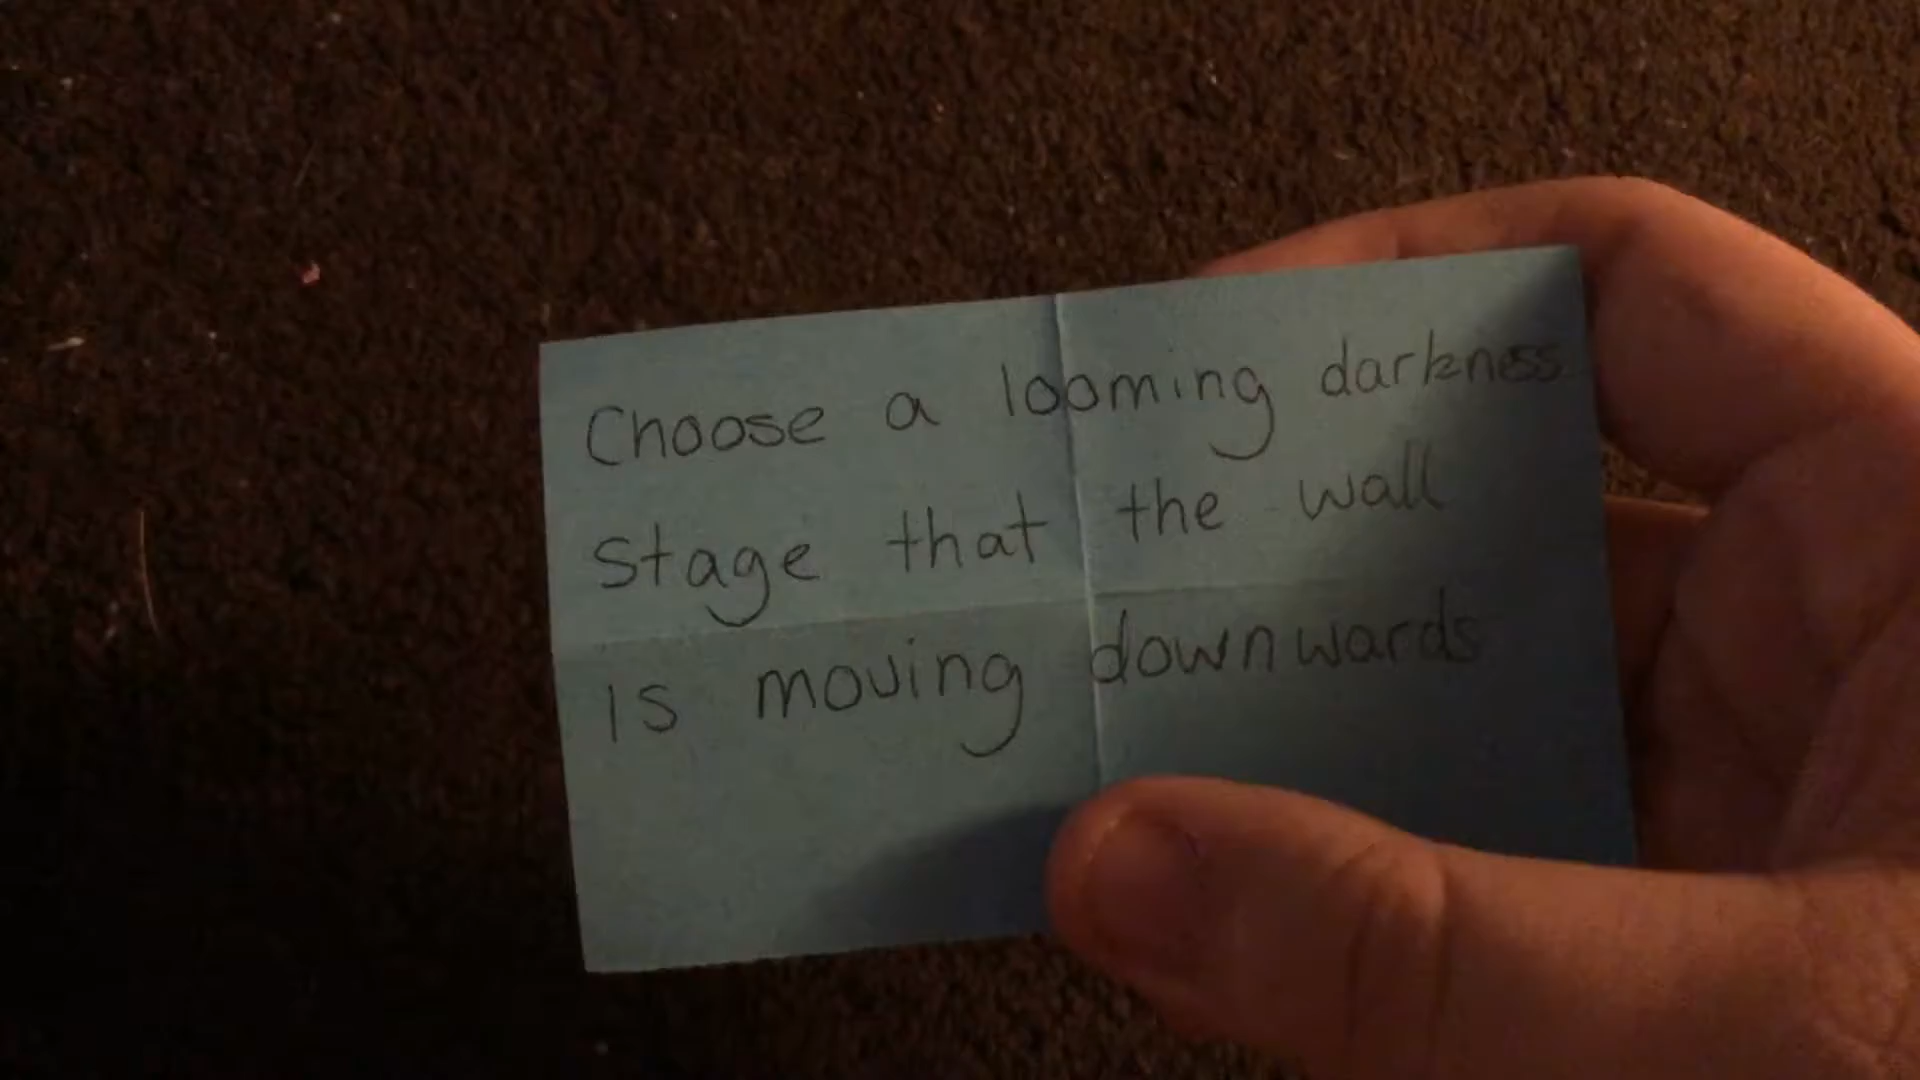 Choose a looming darkness
Stage that the wall
is moving downwards